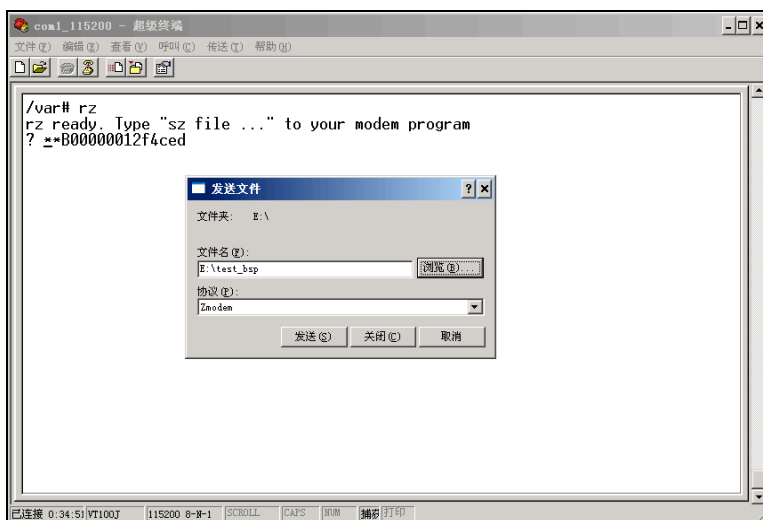 com1_115200 - 超级终端
文件(F) 编辑(E) 查看(V) 呼叫(C) 传送(T) 帮助(H)
/var# rz
rz ready. Type "sz file ..." to your modem program
? **B00000012f4ced
发送文件
文件夹: E:\
文件名(F):
E:\test_bsp
浏览(B)...
协议(P):
Zmodem
发送(S) 关闭(C) 取消
已连接 0:34:51 VT100J 115200 8-N-1 SCROLL CAPS NUM 捕 打印